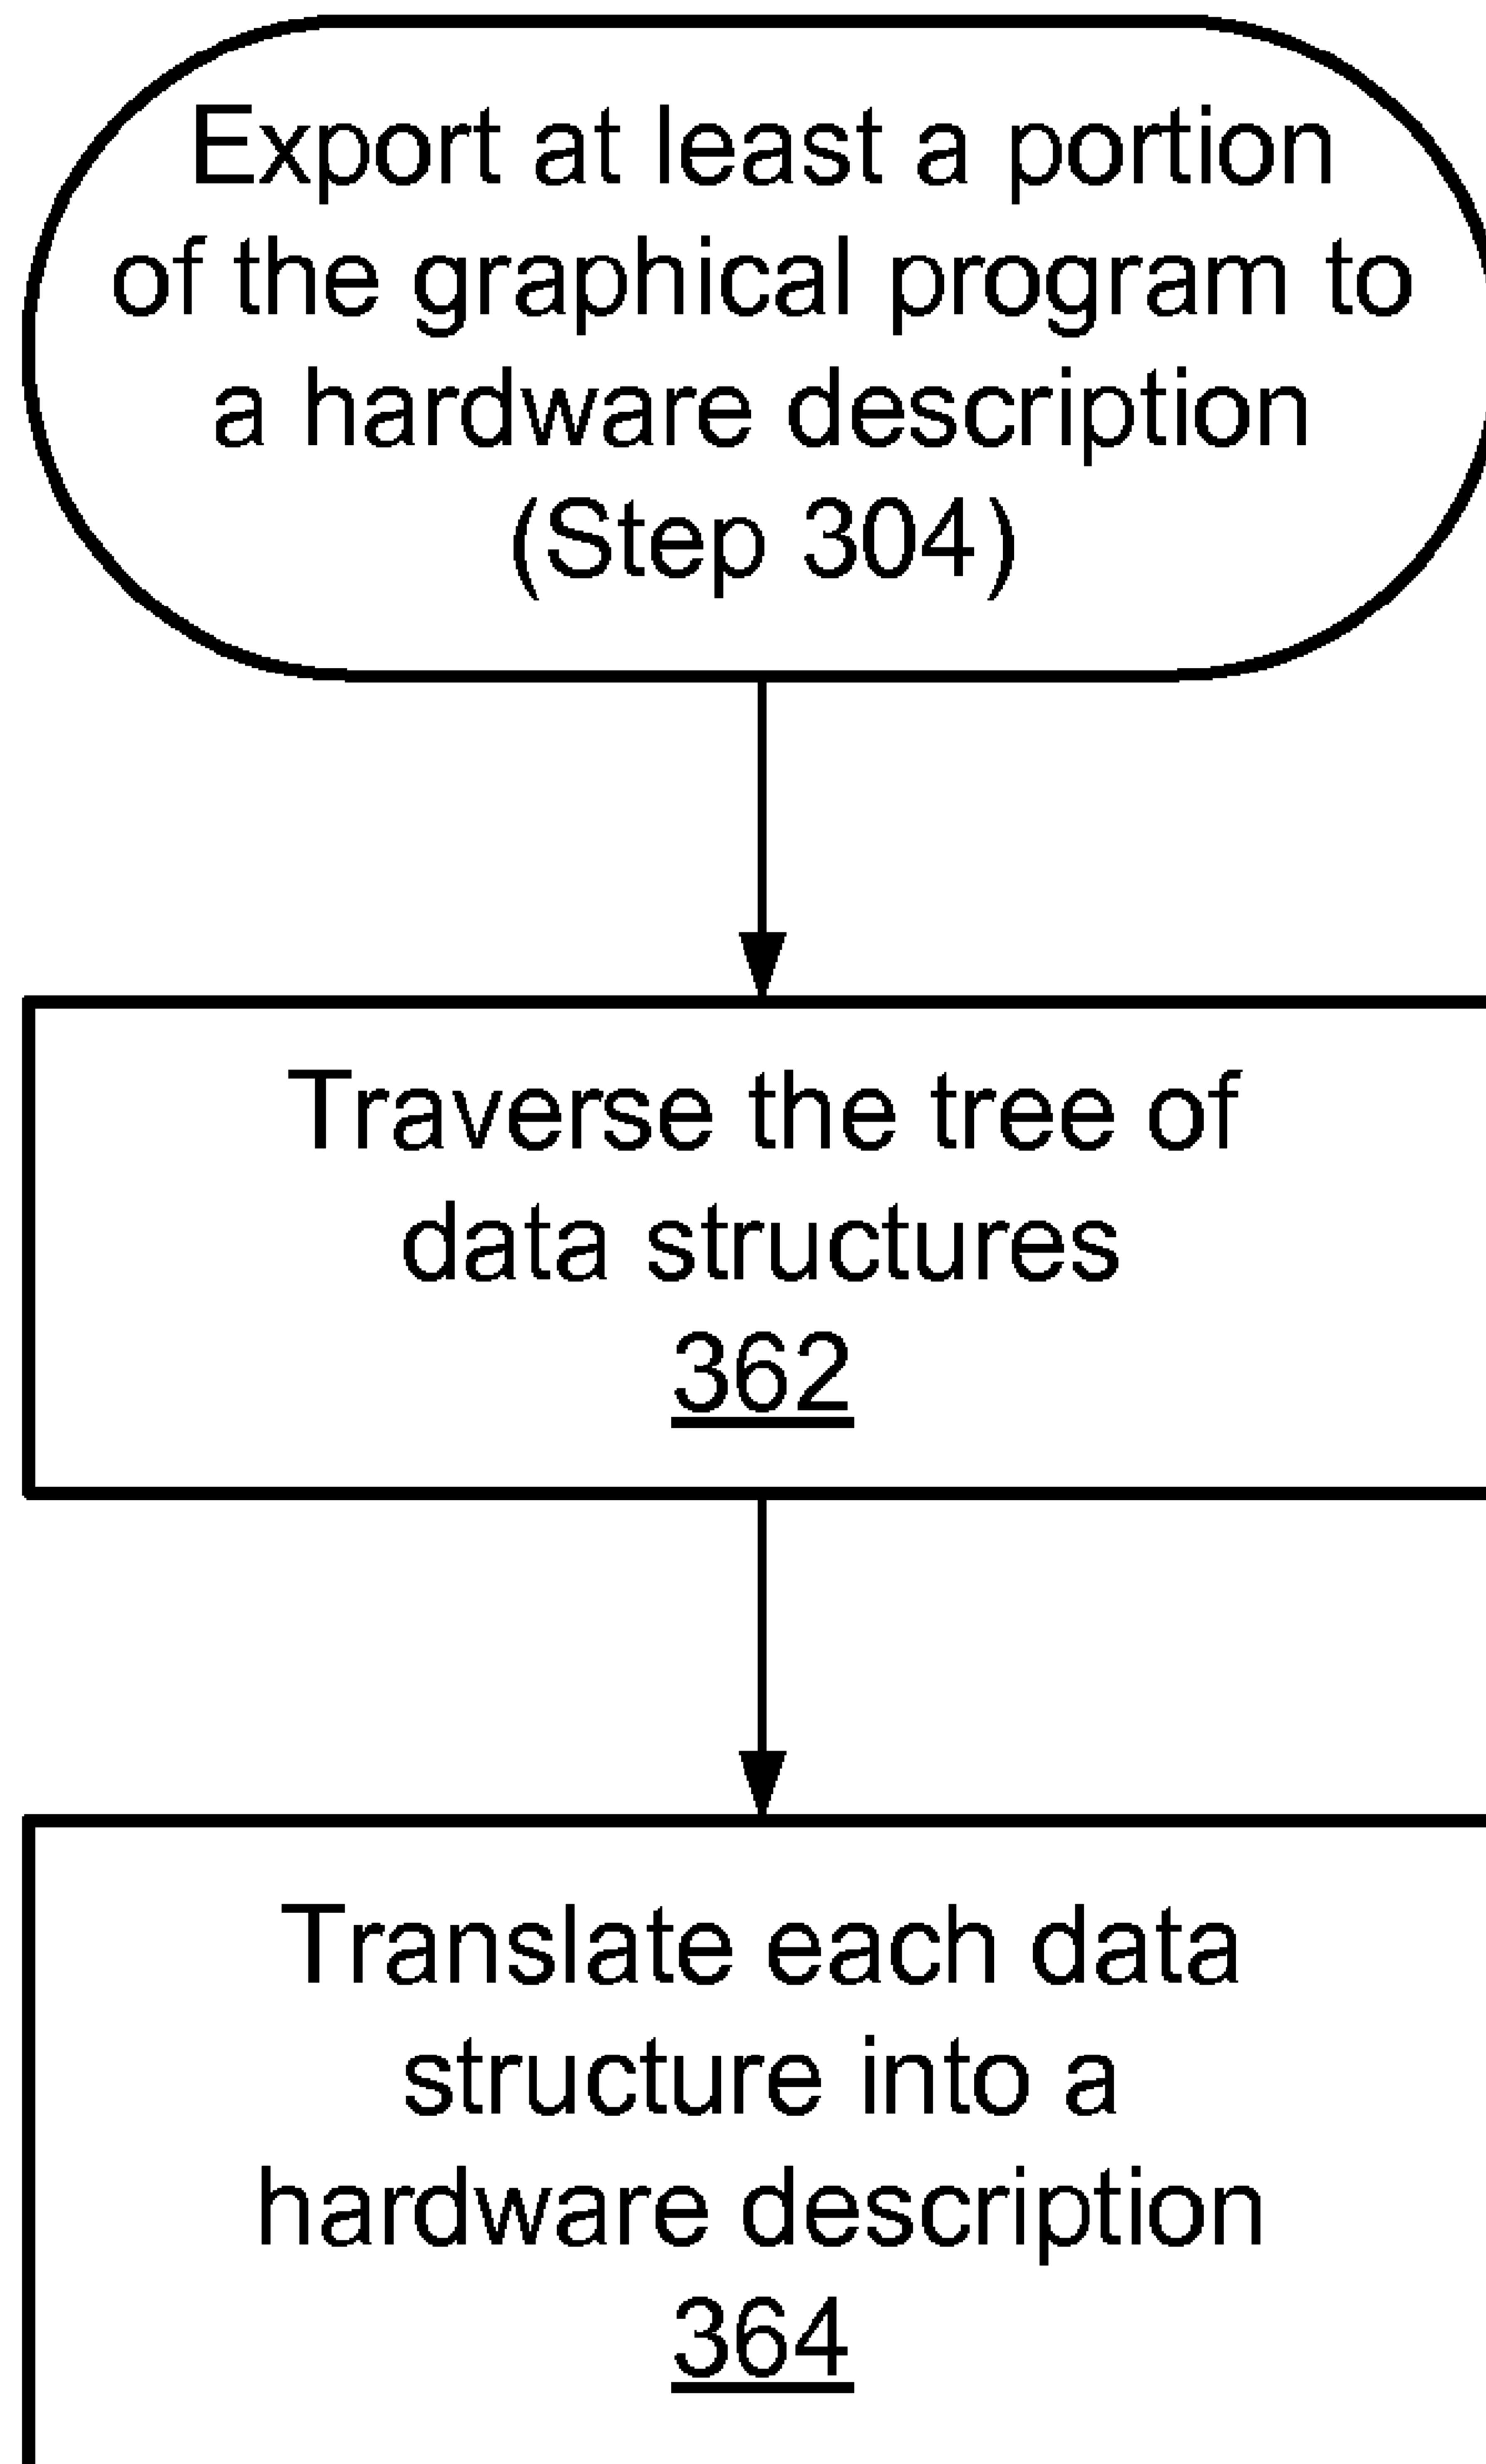 Export at least a portion
of the graphical program to
a hardware description
(Step 304)
Traverse the tree of
data structures
362
Translate each data
structure into a
hardware description
364